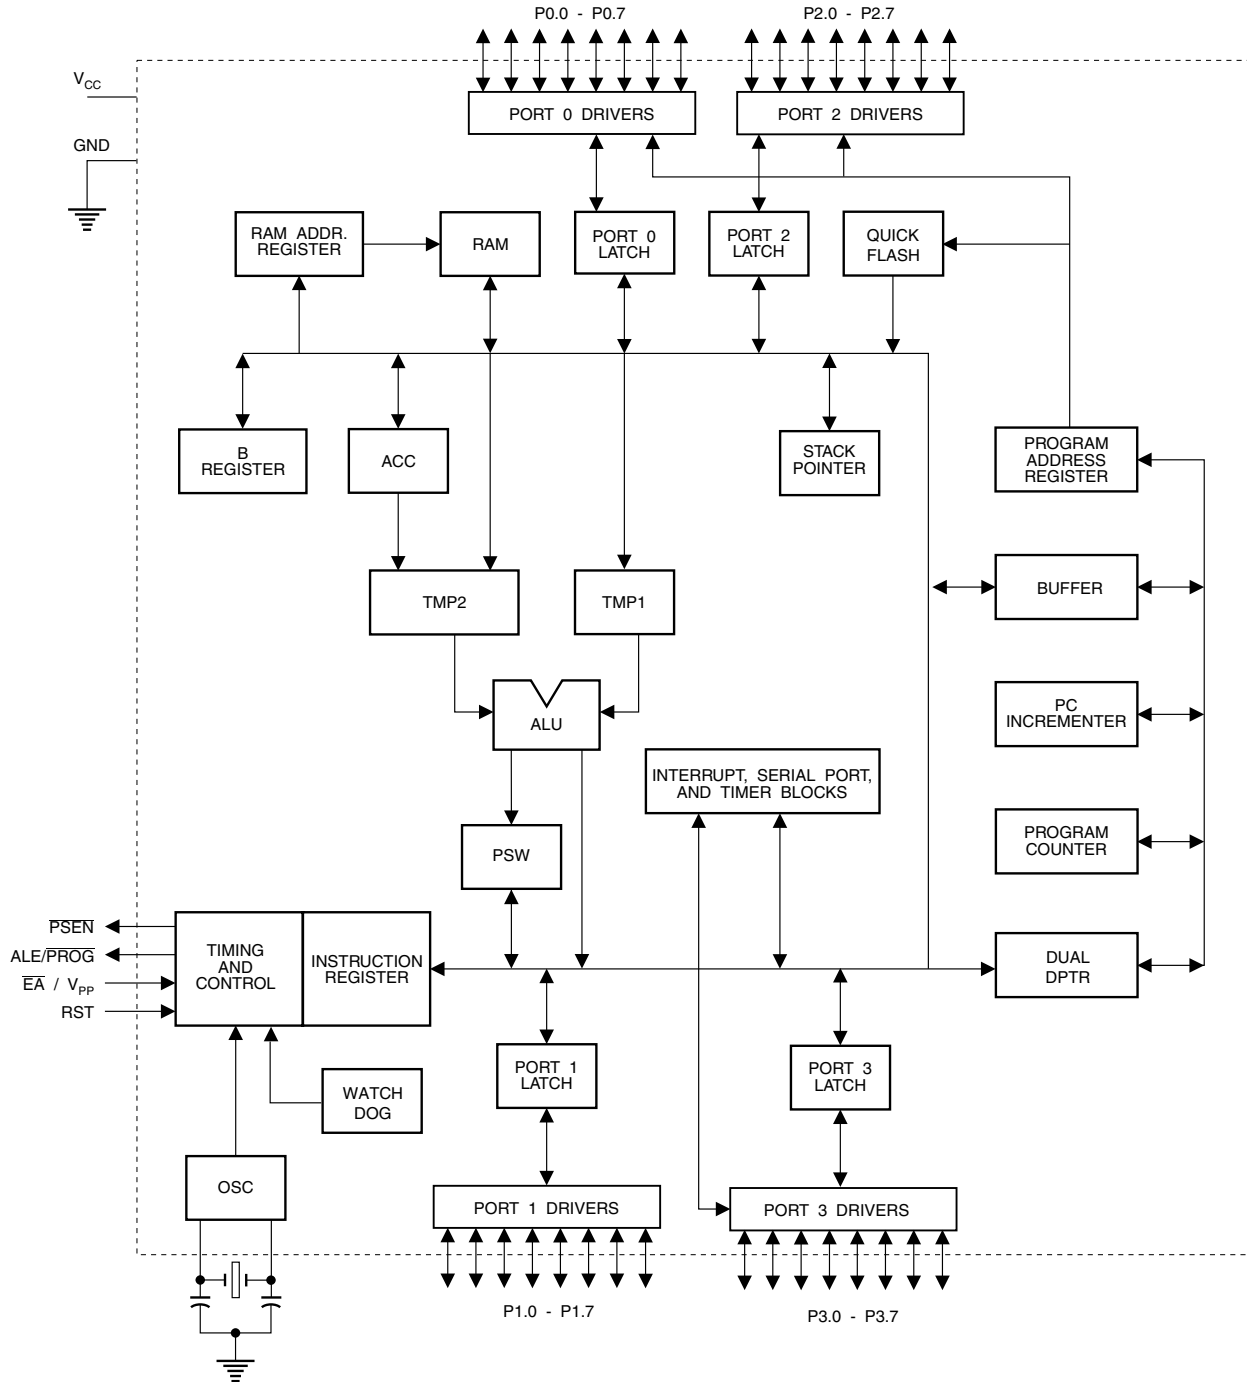 P0.0 - P0.7
P2.0 - P2.7
VCC
GND
PORT 0 DRIVERS
PORT 2 DRIVERS
RAM ADDR.
REGISTER
RAM
PORT 0
LATCH
PORT 2
LATCH
QUICK
FLASH
B
REGISTER
ACC
STACK
POINTER
PROGRAM
ADDRESS
REGISTER
TMP2
TMP1
BUFFER
ALU
PC
INCREMENTER
INTERRUPT, SERIAL PORT,
AND TIMER BLOCKS
PSW
PROGRAM
COUNTER
PSEN
ALE/PROG
EA / VPP
RST
TIMING
AND
CONTROL
INSTRUCTION
REGISTER
DUAL
DPTR
WATCH
DOG
PORT 1
LATCH
PORT 3
LATCH
OSC
PORT 1 DRIVERS
PORT 3 DRIVERS
P1.0 - P1.7
P3.0 - P3.7